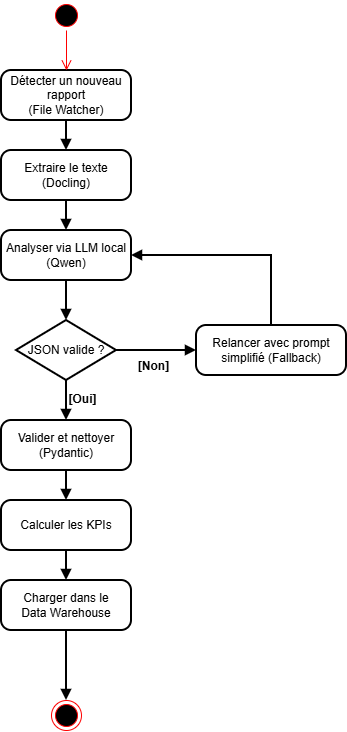 Détecter un nouveau
rapport
(File Watcher)
Extraire le texte
(Docling)
Analyser via LLM local
(Qwen)
JSON valide ?
[Non]
Relancer avec prompt
simplifié (Fallback)
[Oui]
Valider et nettoyer
(Pydantic)
Calculer les KPIs
Charger dans le
Data Warehouse